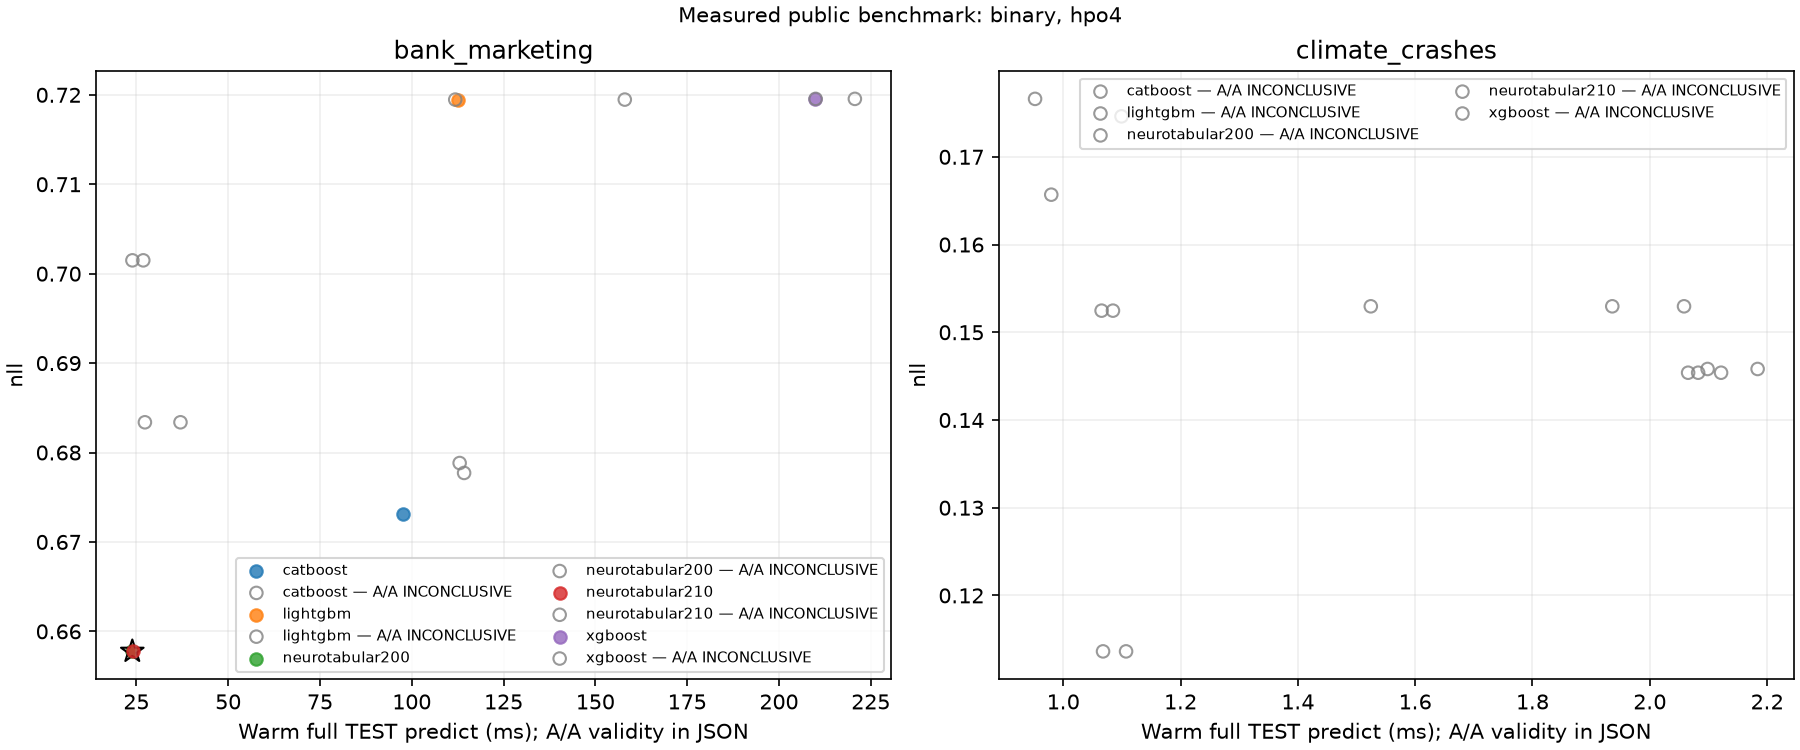 Measured public benchmark: binary, hpo4
bank_marketing
0.72
0.71
0.70
0.69
0.68
0.67
0.66
nll
25
50
75
100
125
150
175
200
225
Warm full TEST predict (ms); A/A validity in JSON
catboost
catboost — A/A INCONCLUSIVE
lightgbm
lightgbm — A/A INCONCLUSIVE
neurotabular200
neurotabular200 — A/A INCONCLUSIVE
neurotabular210
neurotabular210 — A/A INCONCLUSIVE
xgboost
xgboost — A/A INCONCLUSIVE
climate_crashes
catboost — A/A INCONCLUSIVE
lightgbm — A/A INCONCLUSIVE
neurotabular200 — A/A INCONCLUSIVE
neurotabular210 — A/A INCONCLUSIVE
xgboost — A/A INCONCLUSIVE
0.17
0.16
0.15
0.14
0.13
0.12
nll
1.0
1.2
1.4
1.6
1.8
2.0
2.2
Warm full TEST predict (ms); A/A validity in JSON